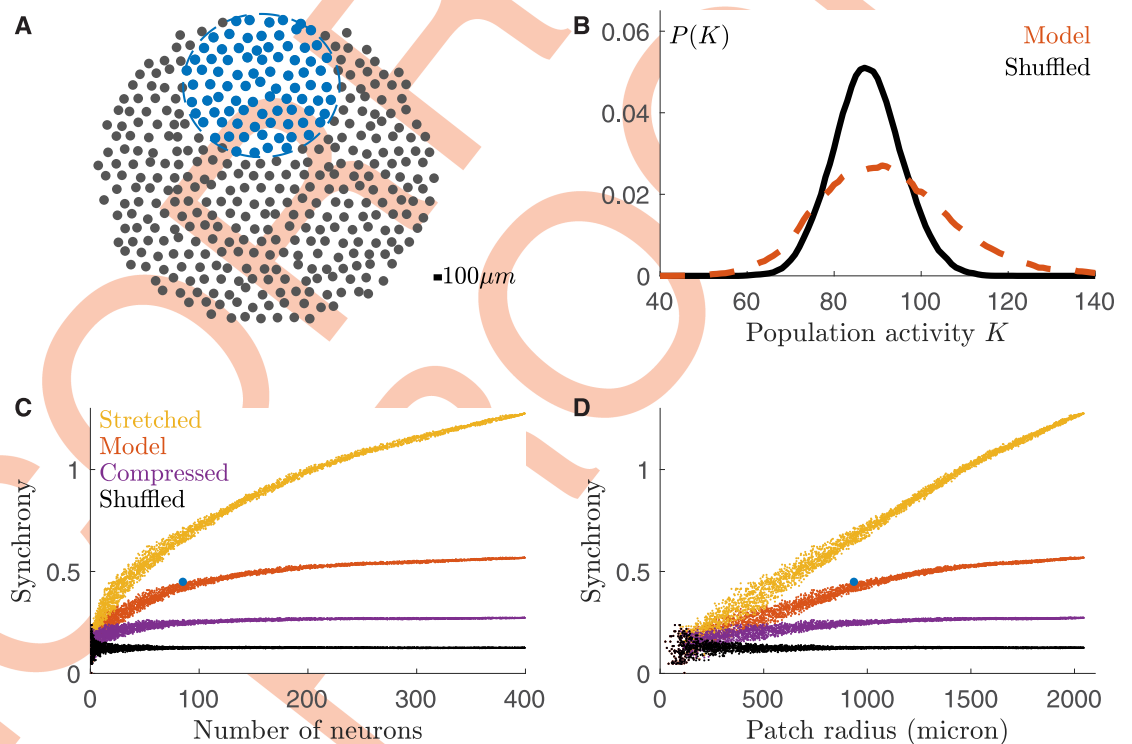 A
100μm
B
P(K)
Model
Shuffled
0.06
0.04
0.02
0
40 60 80 100 120 140
Population activity K
C
Stretched
Model
Compressed
Shuffled
Synchrony
1
0.5
0
0 100 200 300 400
Number of neurons
D
Synchrony
1
0.5
0
0 500 1000 1500 2000
Patch radius (micron)